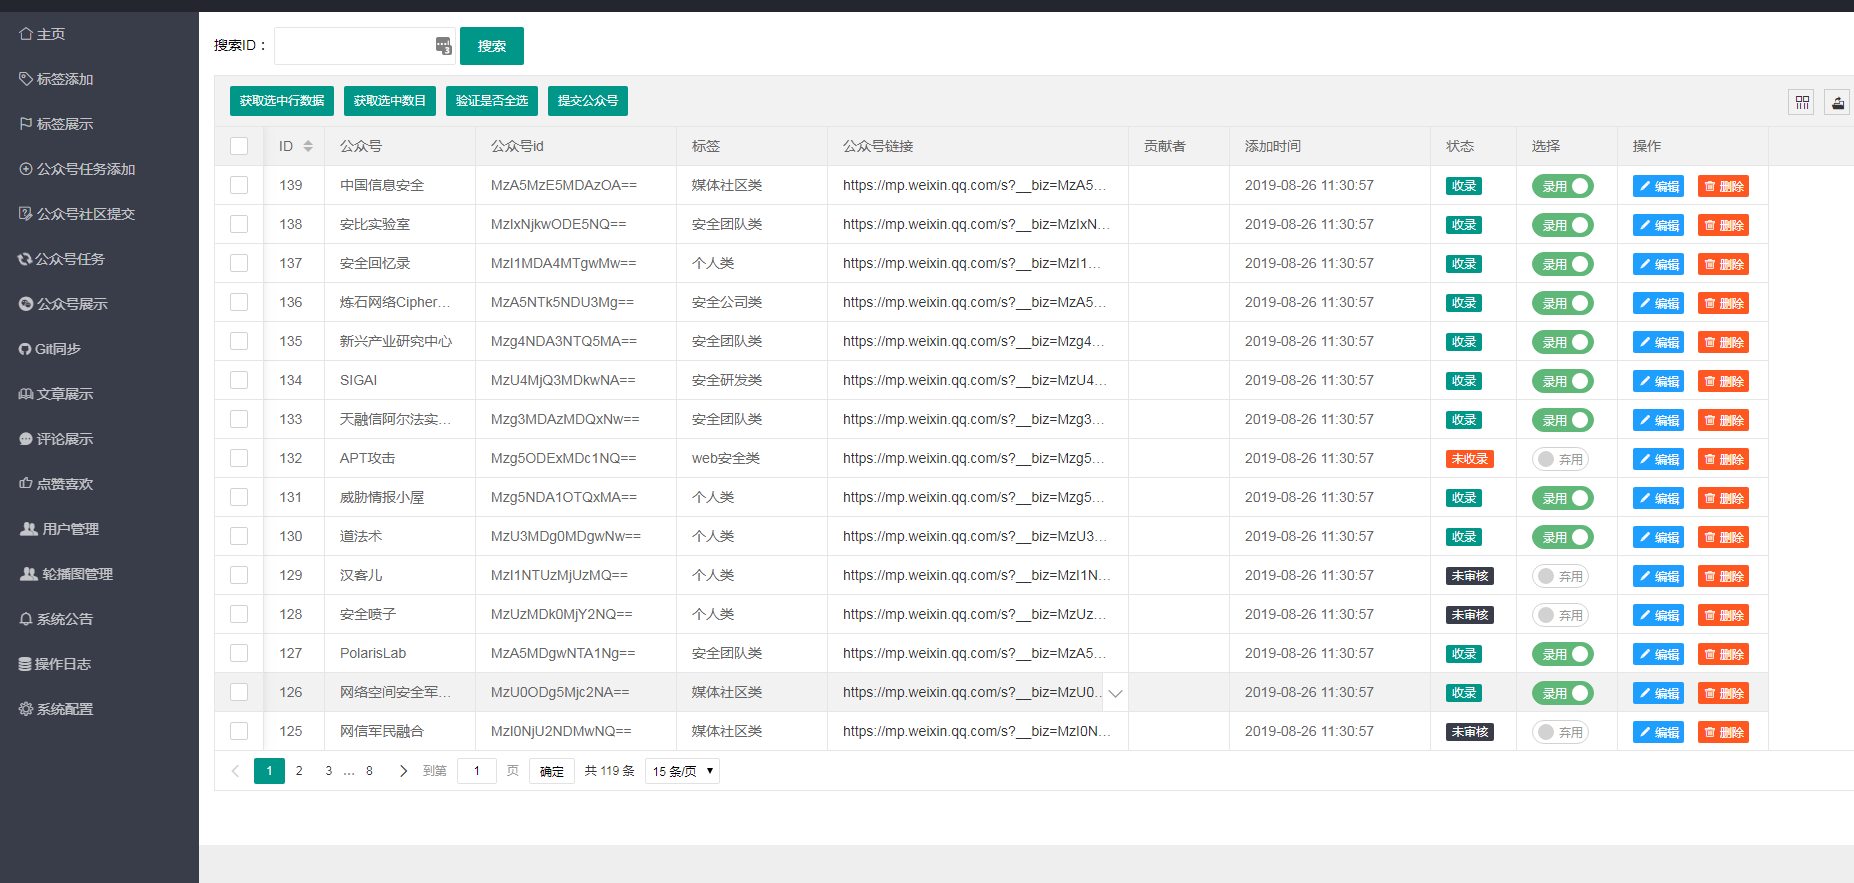 主页
标签添加
标签展示
公众号任务添加
公众号社区提交
公众号任务
公众号展示
Git同步
文章展示
评论展示
点赞喜欢
用户管理
轮播图管理
系统公告
操作日志
系统配置
搜索ID： 搜索
获取选中行数据 获取选中数目 验证是否全选 提交公众号
ID 公众号 公众号id 标签 公众号链接 贡献者 添加时间 状态 选择 操作
139 中国信息安全 MzA5MzE5MDAzOA== 媒体社区类 https://mp.weixin.qq.com/s?__biz=MzA5... 2019-08-26 11:30:57 收录 录用 编辑 删除
138 安比实验室 MzIxNjkwODE5NQ== 安全团队类 https://mp.weixin.qq.com/s?__biz=MzIxN... 2019-08-26 11:30:57 收录 录用 编辑 删除
137 安全回忆录 MzI1MDA4MTgwMw== 个人类 https://mp.weixin.qq.com/s?__biz=MzI1... 2019-08-26 11:30:57 收录 录用 编辑 删除
136 炼石网络Cipher... MzA5NTk5NDU3Mg== 安全公司类 https://mp.weixin.qq.com/s?__biz=MzA5... 2019-08-26 11:30:57 收录 录用 编辑 删除
135 新兴产业研究中心 Mzg4NDA3NTQ5MA== 安全团队类 https://mp.weixin.qq.com/s?__biz=Mzg4... 2019-08-26 11:30:57 收录 录用 编辑 删除
134 SIGAI MzU4MjQ3MDkwNA== 安全研发类 https://mp.weixin.qq.com/s?__biz=MzU4... 2019-08-26 11:30:57 收录 录用 编辑 删除
133 天融信阿尔法实... Mzg3MDAzMDQxNw== 安全团队类 https://mp.weixin.qq.com/s?__biz=Mzg3... 2019-08-26 11:30:57 收录 录用 编辑 删除
132 APT攻击 Mzg5ODExMDc1NQ== web安全类 https://mp.weixin.qq.com/s?__biz=Mzg5... 2019-08-26 11:30:57 未收录 弃用 编辑 删除
131 威胁情报小屋 Mzg5NDA1OTQxMA== 个人类 https://mp.weixin.qq.com/s?__biz=Mzg5... 2019-08-26 11:30:57 收录 录用 编辑 删除
130 道法术 MzU3MDg0MDgwNw== 个人类 https://mp.weixin.qq.com/s?__biz=MzU3... 2019-08-26 11:30:57 收录 录用 编辑 删除
129 汉客儿 MzI1NTUzMjUzMQ== 个人类 https://mp.weixin.qq.com/s?__biz=MzI1N... 2019-08-26 11:30:57 未审核 弃用 编辑 删除
128 安全喷子 MzUzMDk0MjY2NQ== 个人类 https://mp.weixin.qq.com/s?__biz=MzUz... 2019-08-26 11:30:57 未审核 弃用 编辑 删除
127 PolarisLab MzA5MDgwNTA1Ng== 安全团队类 https://mp.weixin.qq.com/s?__biz=MzA5... 2019-08-26 11:30:57 收录 录用 编辑 删除
126 网络空间安全军... MzU0ODg5Mjc2NA== 媒体社区类 https://mp.weixin.qq.com/s?__biz=MzU0... 2019-08-26 11:30:57 收录 录用 编辑 删除
125 网信军民融合 MzI0NjU2NDMwNQ== 媒体社区类 https://mp.weixin.qq.com/s?__biz=MzI0N... 2019-08-26 11:30:57 未审核 弃用 编辑 删除
1 2 3 ... 8 到第 1 页 确定 共 119 条 15 条/页